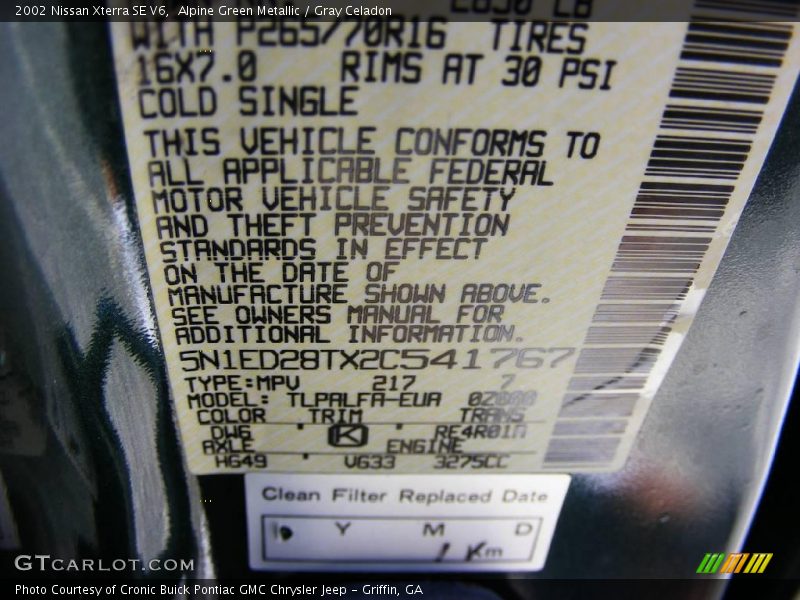 2002 Nissan Xterra SE V6, Alpine Green Metallic / Gray Celadon
WITH P265/70R16 TIRES
16X7.0 RIMS AT 30 PSI
COLD SINGLE
THIS VEHICLE CONFORMS TO
ALL APPLICABLE FEDERAL
MOTOR VEHICLE SAFETY
AND THEFT PREVENTION
STANDARDS IN EFFECT
ON THE DATE OF
MANUFACTURE SHOWN ABOVE.
SEE OWNERS MANUAL FOR
ADDITIONAL INFORMATION.
5N1ED28TX2C541767
TYPE:MPV 217 7
MODEL: TLPALFA-EUA
COLOR TRIM TRANS
DW6 K RE4R01A
AXLE ENGINE
HG49 VG33 3275CC
Clean Filter Replaced Date
Y M D
1 Km
GTCARLOT.COM
Photo Courtesy of Cronic Buick Pontiac GMC Chrysler Jeep - Griffin, GA